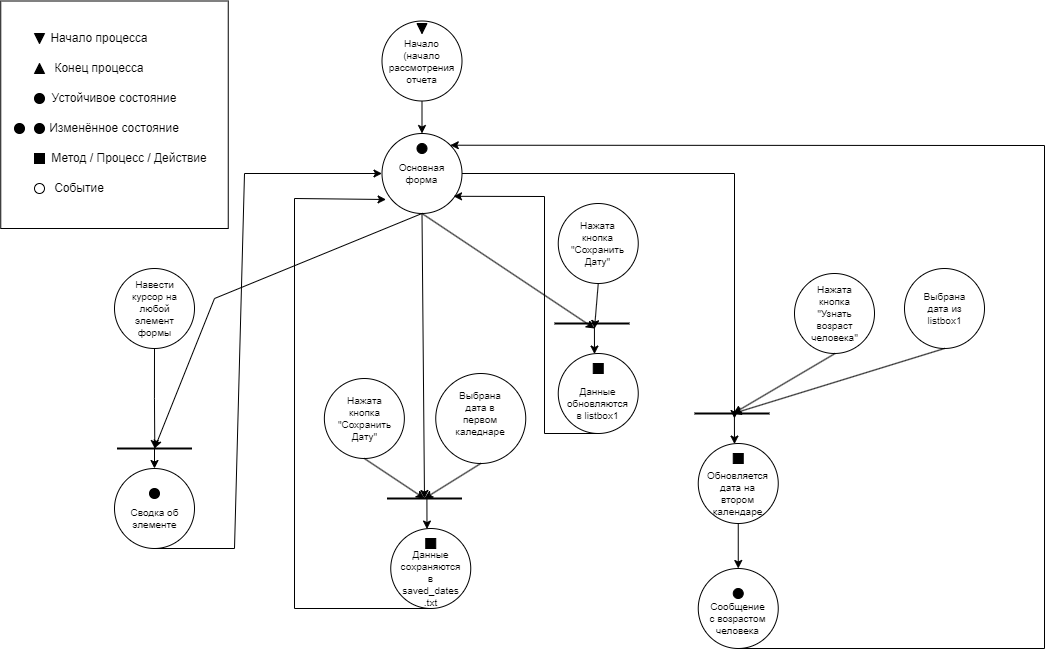 Начало процесса
Конец процесса
Устойчивое состояние
Изменённое состояние
Метод / Процесс / Действие
Событие
Начало
(начало
рассмотрения
отчета
Основная
форма
Нажата
кнопка
"Сохранить
Дату"
Навести
курсор на
любой
элемент
формы
Нажата
кнопка
"Узнать
возраст
человека"
Выбрана
дата из
listbox1
Нажата
кнопка
"Сохранить
Дату"
Выбрана
дата в
первом
каледнаре
Данные
обновляются
в listbox1
Сводка об
элементе
Обновляется
дата на
втором
календаре
Данные
сохраняются
в
saved_dates
.txt
Сообщение
с возрастом
человека